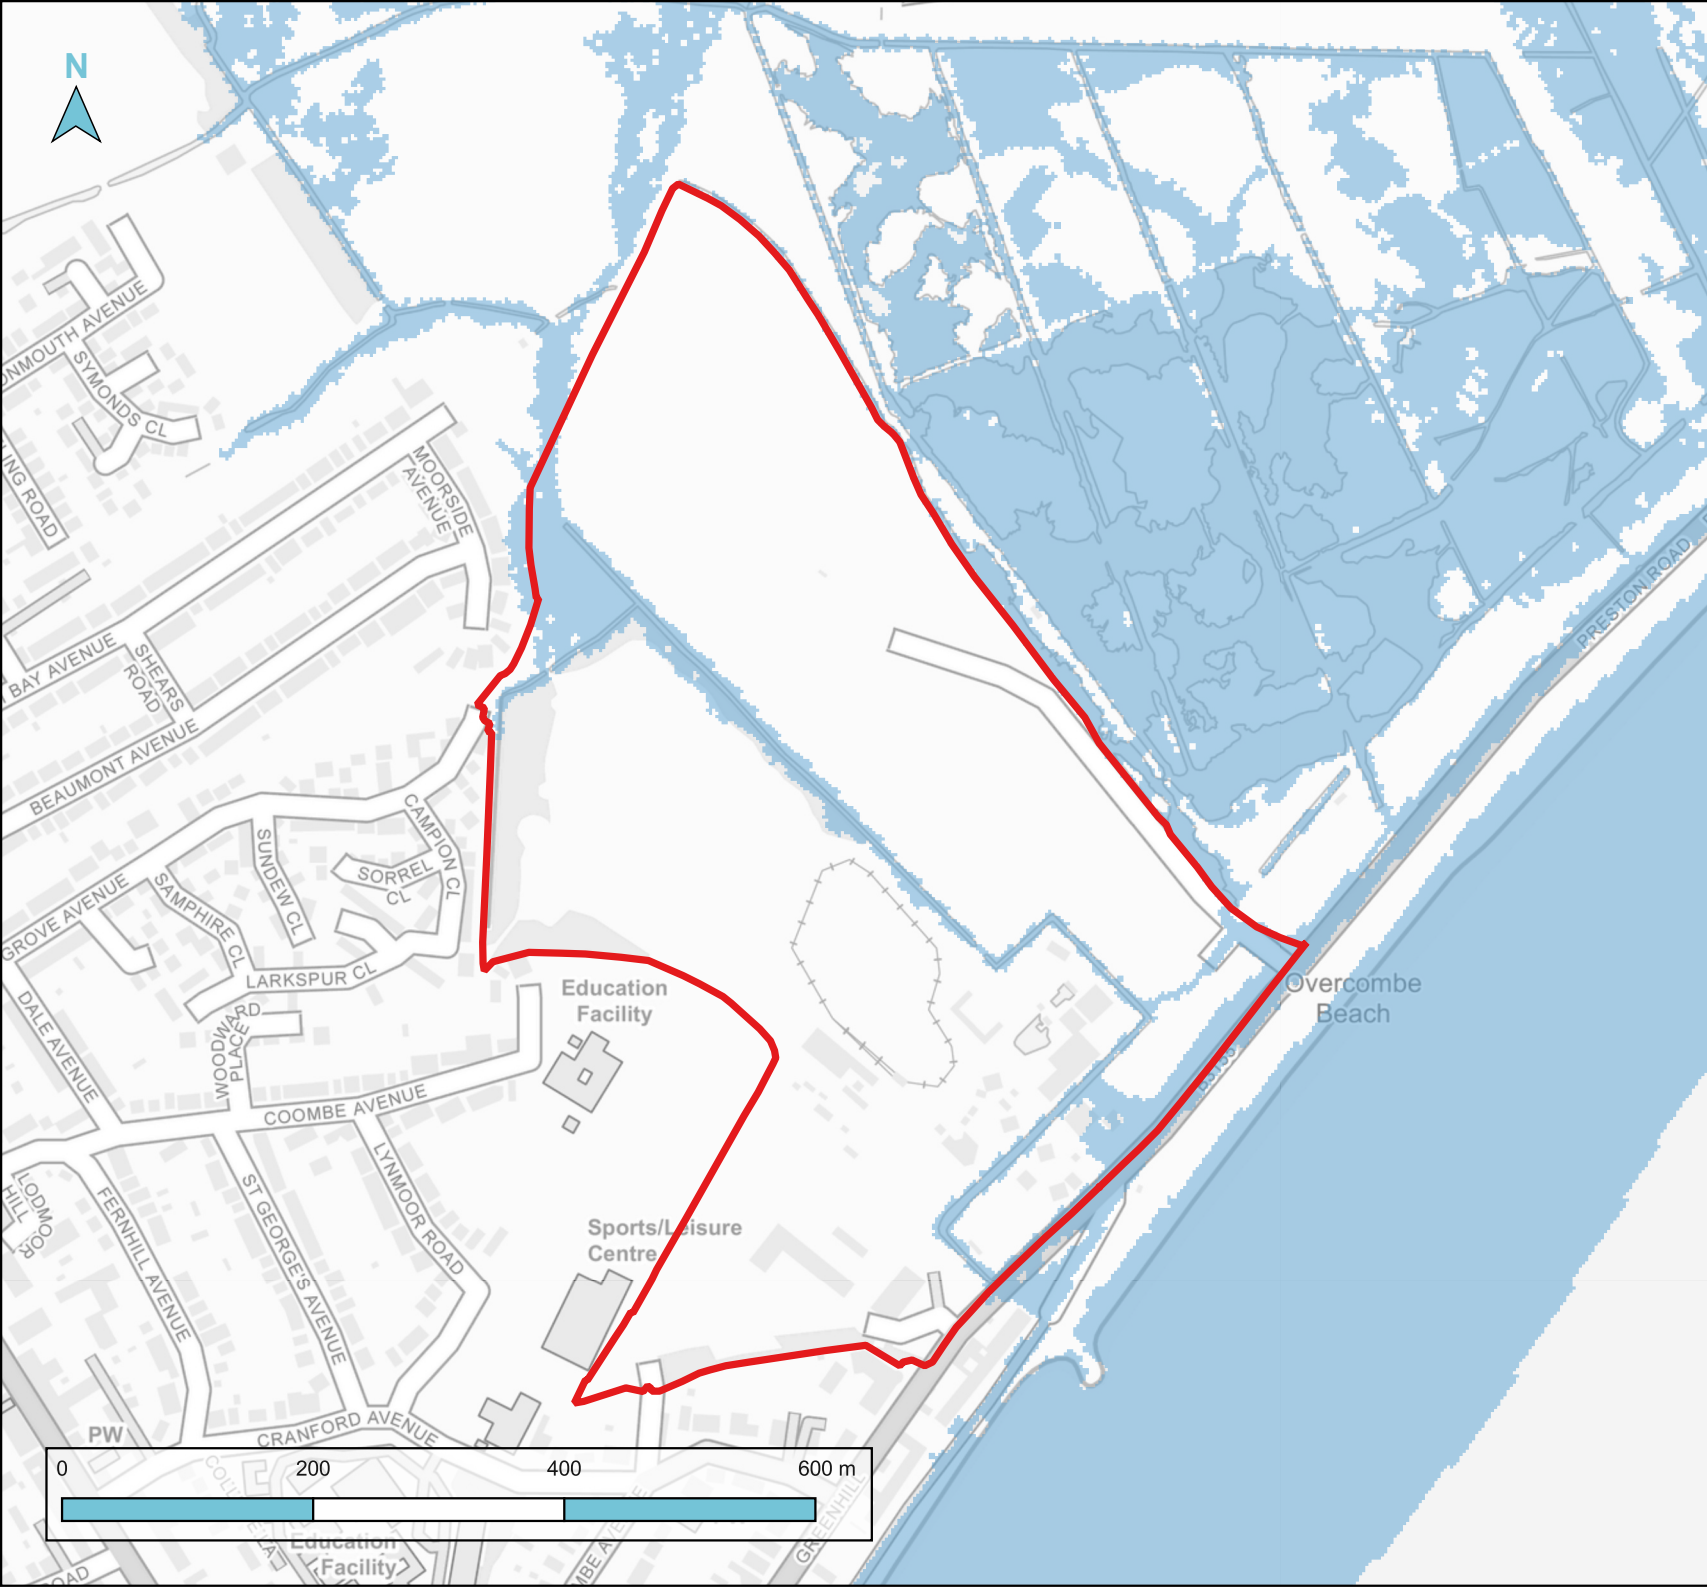 N
MOUTH AVENUE
SYMONDS CL
LING ROAD
MOORSIDE
AVENUE
BAY AVENUE
SHEARS
ROAD
BEAUMONT AVENUE
PRESTON ROAD
CAMPION CL
SUNDEW CL
SORREL
CL
SAMPHIRE CL
GROVE AVENUE
LARKSPUR CL
WOODWARD
PLACE
DALE AVENUE
Education
Facility
Overcombe
Beach
COOMBE AVENUE
LYNMOOR ROAD
LODMOOR
HILL
FERNHILL AVENUE
ST GEORGE'S AVENUE
Sports/Leisure
Centre
PW
CRANFORD AVENUE
GREENHILL
0 200 400 600 m
Education
Facility
OAD